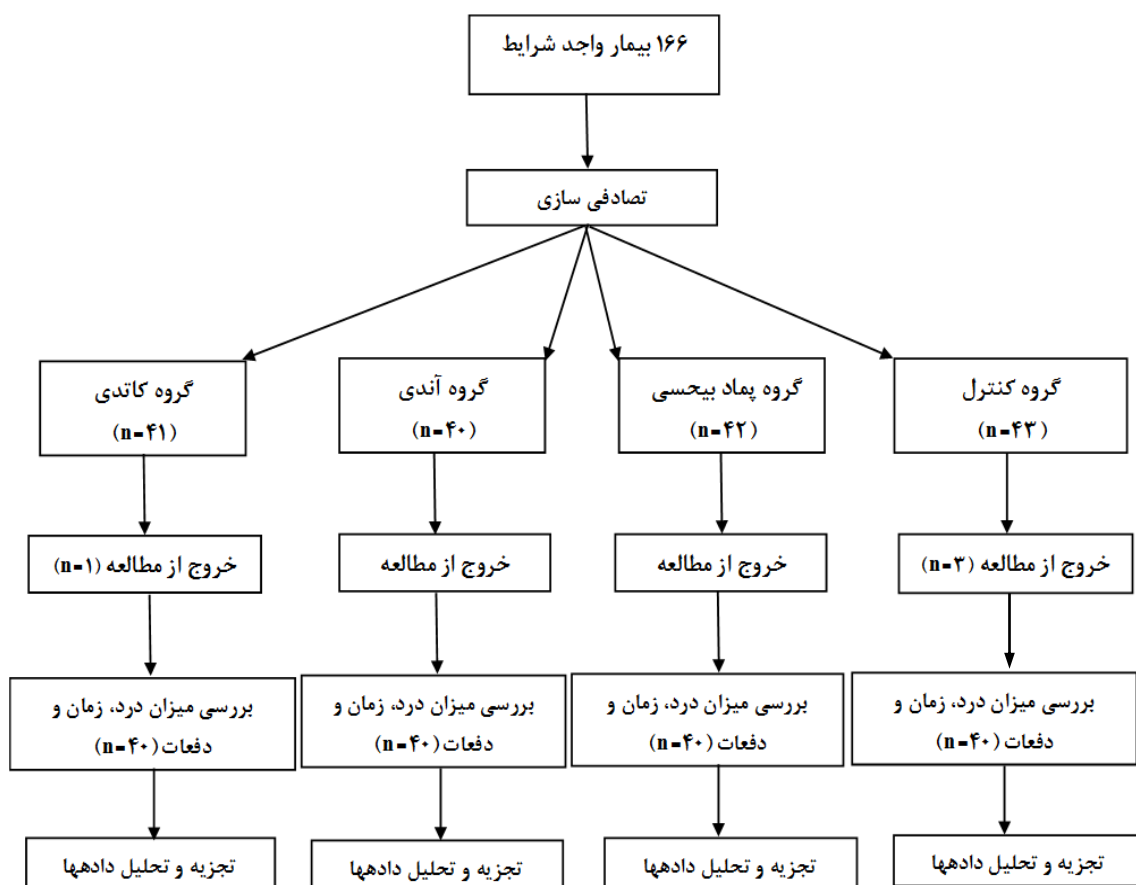 ۱۶۶ بیمار واجد شرایط
تصادفی سازی
گروه کنترل
(n=۴۳)
گروه پماد بیحسی
(n=۴۲)
گروه آندی
(n=۴۰)
گروه کاتدی
(n=۴۱)
خروج از مطالعه (n=۳)
خروج از مطالعه
خروج از مطالعه
خروج از مطالعه (n=۱)
بررسی میزان درد، زمان و
دفعات (n=۴۰)
بررسی میزان درد، زمان و
دفعات (n=۴۰)
بررسی میزان درد، زمان و
دفعات (n=۴۰)
بررسی میزان درد، زمان و
دفعات (n=۴۰)
تجزیه و تحلیل دادهها
تجزیه و تحلیل دادهها
تجزیه و تحلیل دادهها
تجزیه و تحلیل دادهها